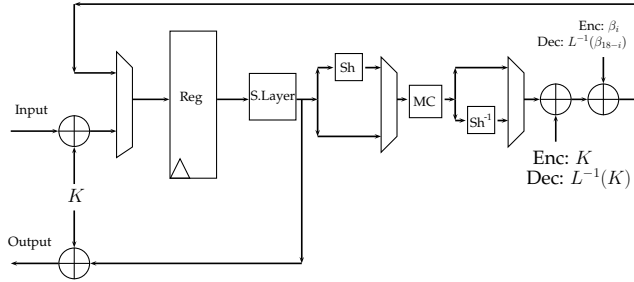 Enc: βᵢ
Dec: L⁻¹(β₁₈₋ᵢ)
Sh
Input
Reg
S.Layer
MC
Sh⁻¹
Enc: K
Dec: L⁻¹(K)
K
Output